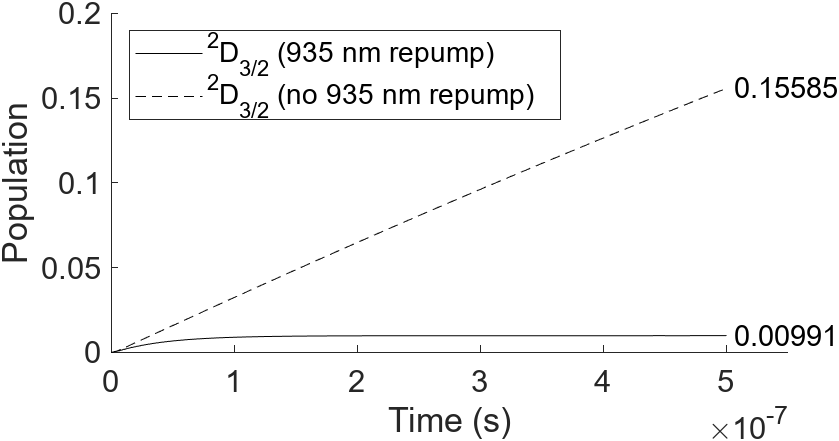 0.2
0.15
0.1
0.05
0
Population
²D₃/₂ (935 nm repump)
²D₃/₂ (no 935 nm repump)
0.15585
0.00991
0 1 2 3 4 5
Time (s)
×10⁻⁷